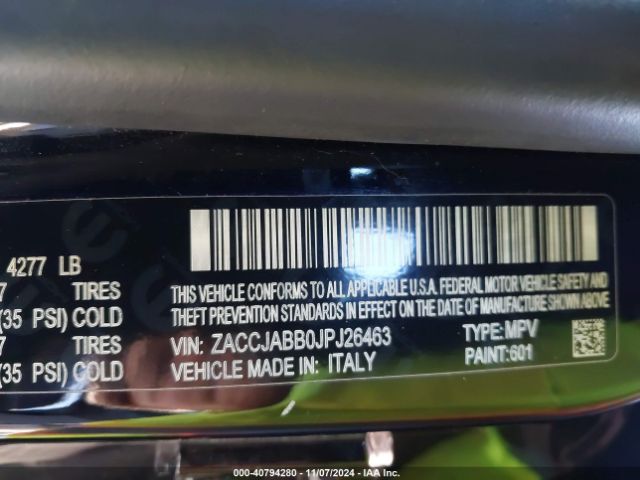 4277 LB
7 TIRES
(35 PSI) COLD
7 TIRES
(35 PSI) COLD
THIS VEHICLE CONFORMS TO ALL APPLICABLE U.S.A. FEDERAL MOTOR VEHICLE SAFETY AND
THEFT PREVENTION STANDARDS IN EFFECT ON THE DATE OF MANUFACTURE SHOWN ABOVE
VIN: ZACCJABB0JPJ26463 TYPE: MPV
VEHICLE MADE IN: ITALY PAINT: 601
000-40794280 - 11/07/2024 - IAA Inc.